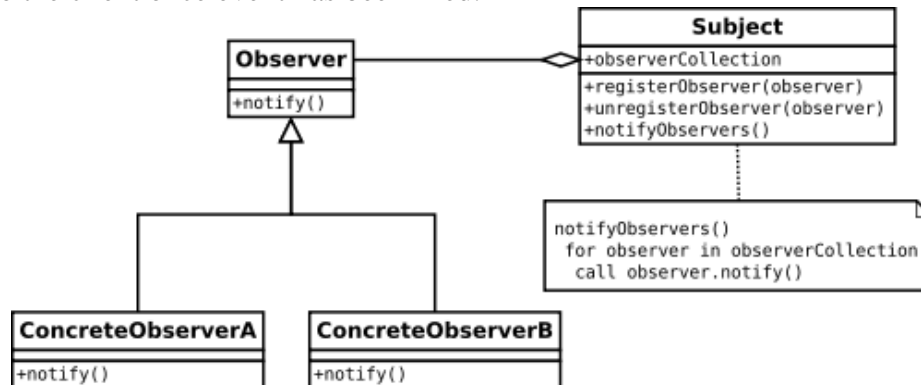 Subject
+observerCollection
+registerObserver(observer)
+unregisterObserver(observer)
+notifyObservers()
Observer
+notify()
notifyObservers()
for observer in observerCollection
call observer.notify()
ConcreteObserverA
+notify()
ConcreteObserverB
+notify()